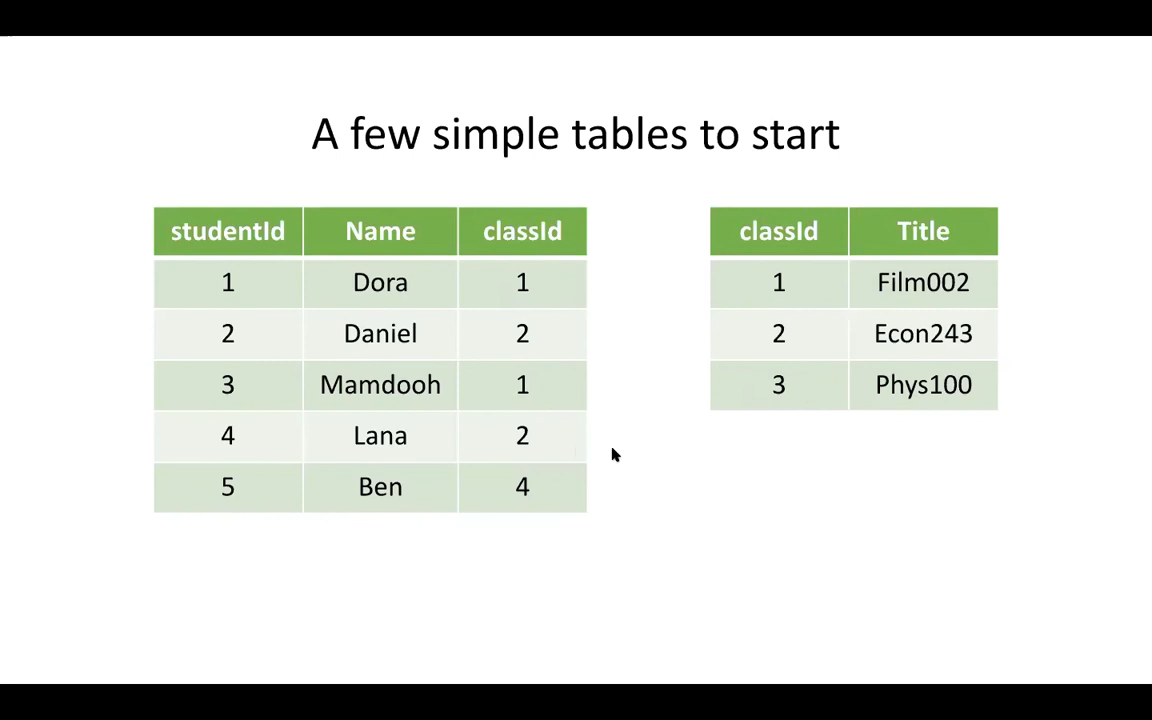 A few simple tables to start
studentId Name classId
1 Dora 1
2 Daniel 2
3 Mamdooh 1
4 Lana 2
5 Ben 4
classId Title
1 Film002
2 Econ243
3 Phys100